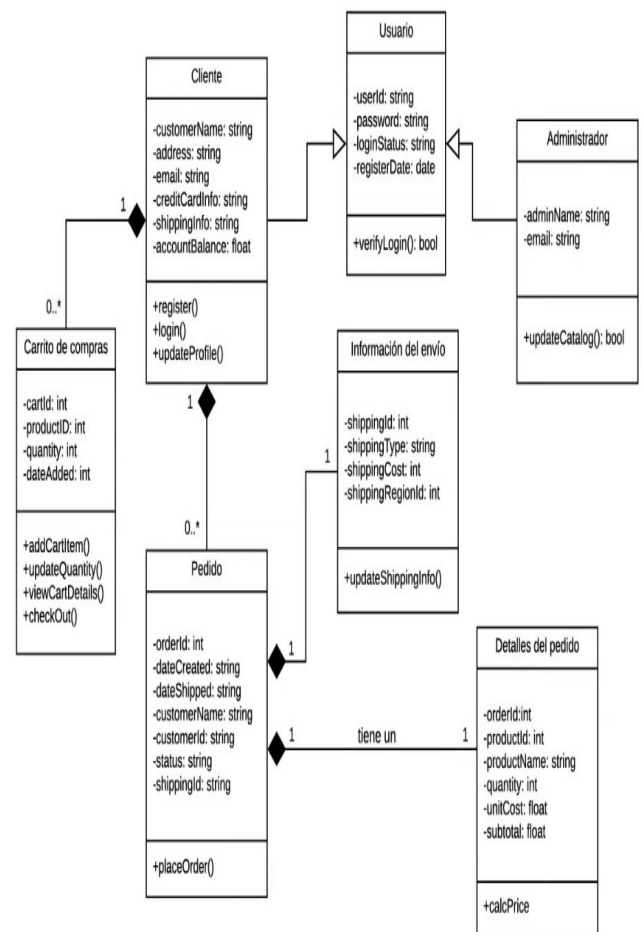 Usuario
-userId: string
-password: string
-loginStatus: string
-registerDate: date
+verifyLogin(): bool
Cliente
-customerName: string
-address: string
-email: string
-creditCardInfo: string
-shippingInfo: string
-accountBalance: float
+register()
+login()
+updateProfile()
Administrador
-adminName: string
-email: string
+updateCatalog(): bool
1
0..*
Carrito de compras
-cartId: int
-productID: int
-quantity: int
-dateAdded: int
+addCartItem()
+updateQuantity()
+viewCartDetails()
+checkOut()
1
0..*
Información del envío
-shippingId: int
-shippingType: string
-shippingCost: int
-shippingRegionId: int
+updateShippingInfo()
1
1
Pedido
-orderId: int
-dateCreated: string
-dateShipped: string
-customerName: string
-customerId: string
-status: string
-shippingId: string
+placeOrder()
1
tiene un
1
Detalles del pedido
-orderId:int
-productId: int
-productName: string
-quantity: int
-unitCost: float
-subtotal: float
+calcPrice